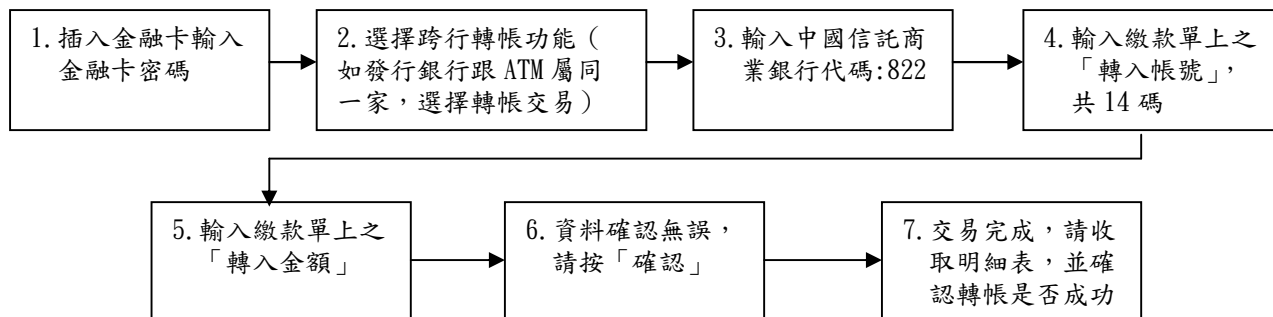 1.插入金融卡輸入
金融卡密碼
2.選擇跨行轉帳功能（
如發行銀行跟 ATM 屬同
一家，選擇轉帳交易）
3.輸入中國信託商
業銀行代碼:822
4.輸入繳款單上之
「轉入帳號」，
共 14 碼
5.輸入繳款單上之
「轉入金額」
6.資料確認無誤，
請按「確認」
7.交易完成，請收
取明細表，並確
認轉帳是否成功